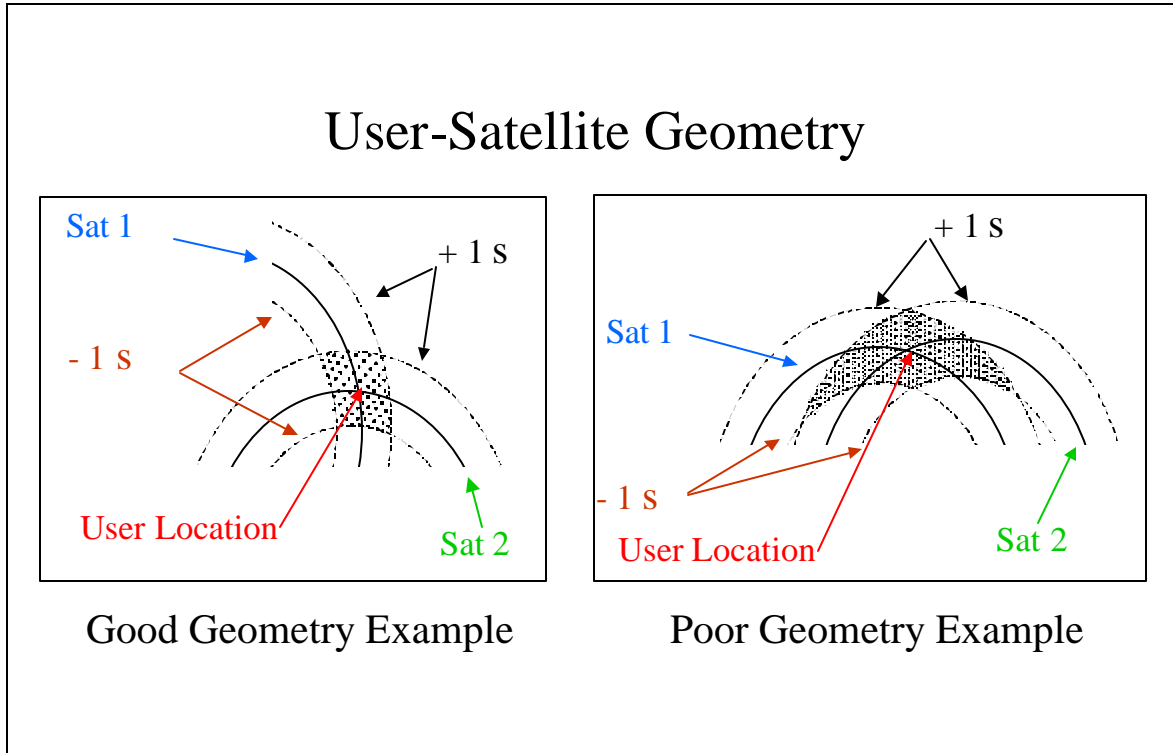 User-Satellite Geometry
Sat 1
+ 1 s
- 1 s
User Location
Sat 2
Good Geometry Example
+ 1 s
Sat 1
- 1 s
User Location
Sat 2
Poor Geometry Example